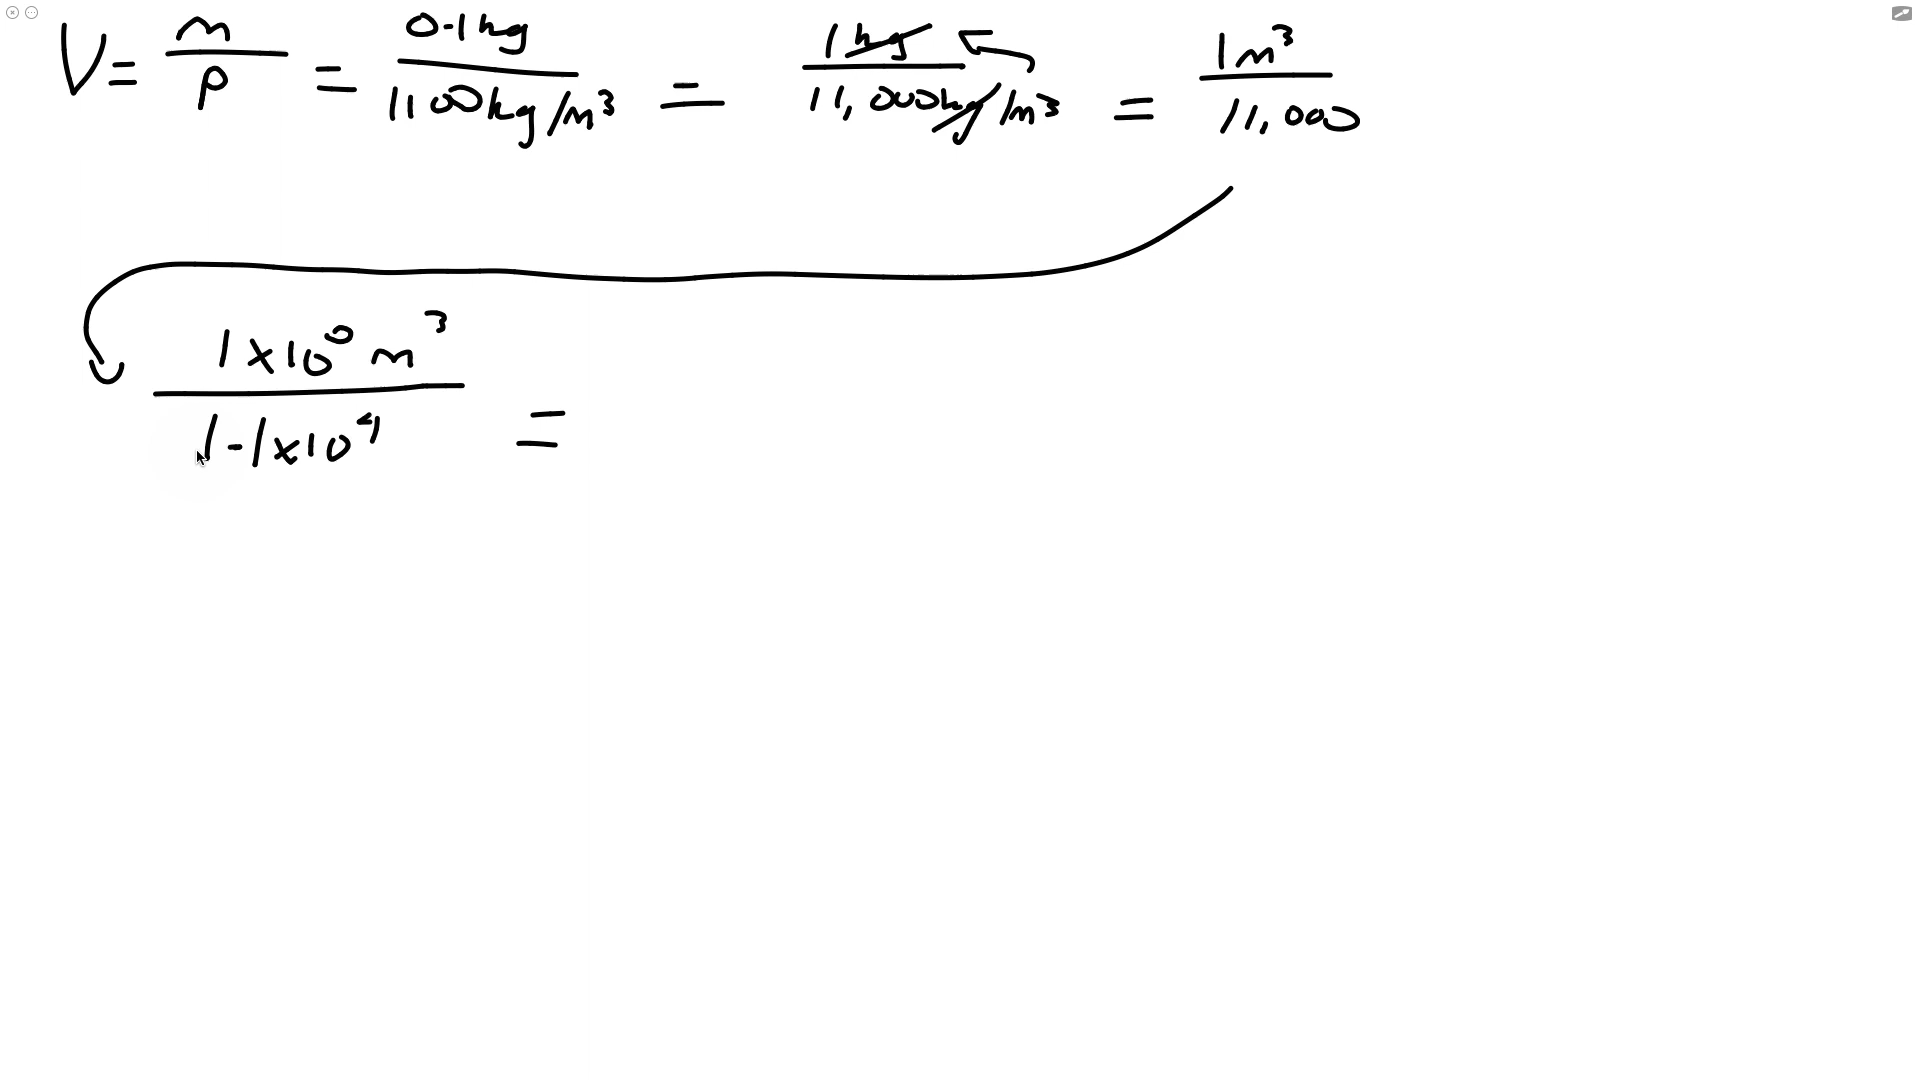 V = m/ρ = 0.1kg/1100kg/m³ = 1kg/11,000kg/m³ = 1m³/11,000
1×10⁰ m³/1.1×10⁴ =